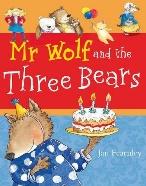 Mr Wolf and the
Three Bears
Jan Fearnley